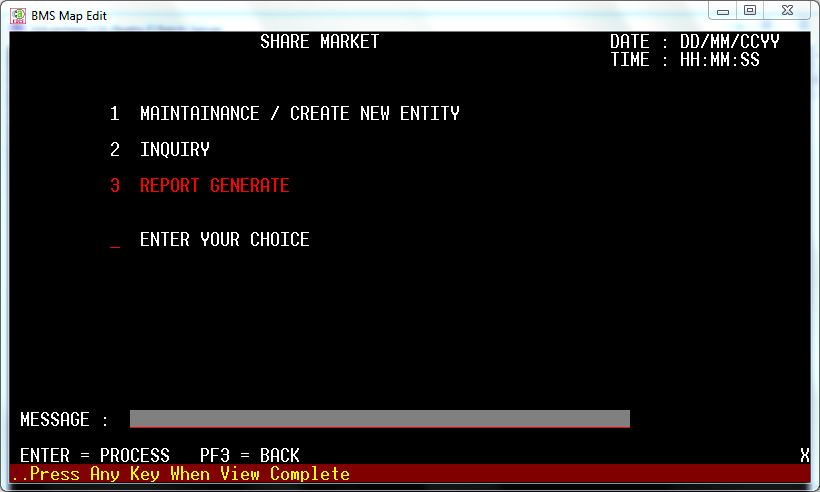 BMS Map Edit
SHARE MARKET DATE : DD/MM/CCYY
TIME : HH:MM:SS
1 MAINTAINANCE / CREATE NEW ENTITY
2 INQUIRY
3 REPORT GENERATE
_ ENTER YOUR CHOICE
MESSAGE :
ENTER = PROCESS PF3 = BACK X
..Press Any Key When View Complete